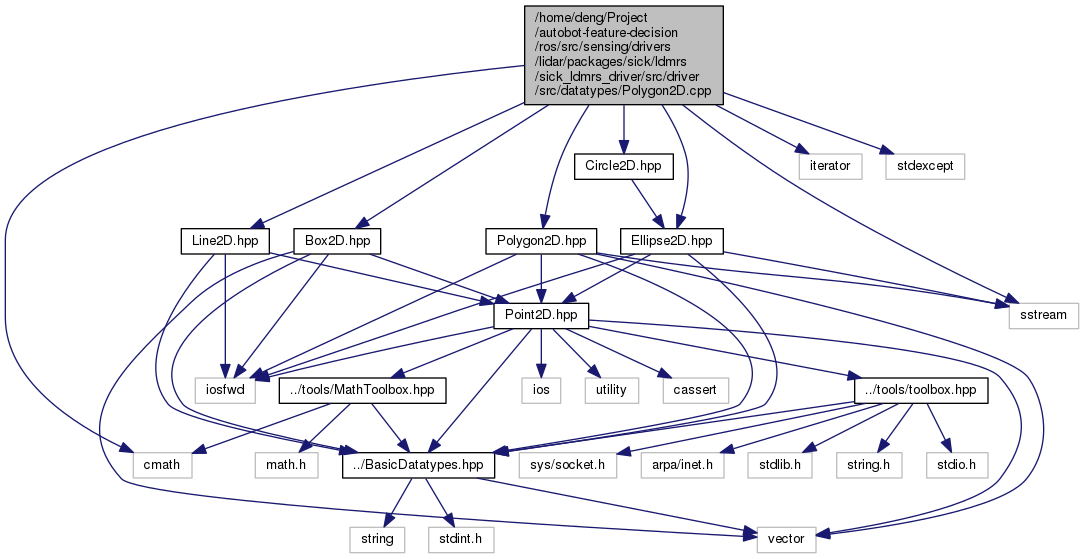 /home/deng/Project
/autobot-feature-decision
/ros/src/sensing/drivers
/lidar/packages/sick/ldmrs
/sick_ldmrs_driver/src/driver
/src/datatypes/Polygon2D.cpp
Circle2D.hpp
iterator
stdexcept
Line2D.hpp
Box2D.hpp
Polygon2D.hpp
Ellipse2D.hpp
Point2D.hpp
sstream
iosfwd
../tools/MathToolbox.hpp
ios
utility
cassert
../tools/toolbox.hpp
cmath
math.h
../BasicDatatypes.hpp
sys/socket.h
arpa/inet.h
stdlib.h
string.h
stdio.h
string
stdint.h
vector